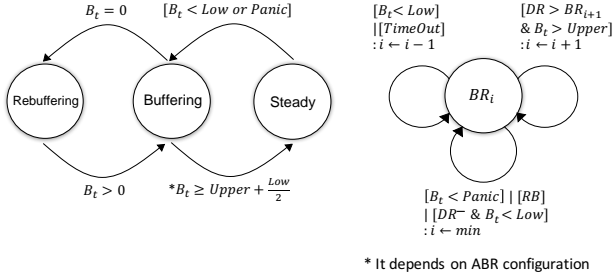 B_t = 0
[B_t < Low or Panic]
Rebuffering
Buffering
Steady
B_t > 0
*B_t ≥ Upper + Low/2
[B_t < Low]
|[TimeOut]
: i ← i − 1
[DR > BR_{i+1}
& B_t > Upper]
: i ← i + 1
BR_i
[B_t < Panic] | [RB]
| [DR⁻ & B_t < Low]
: i ← min
* It depends on ABR configuration